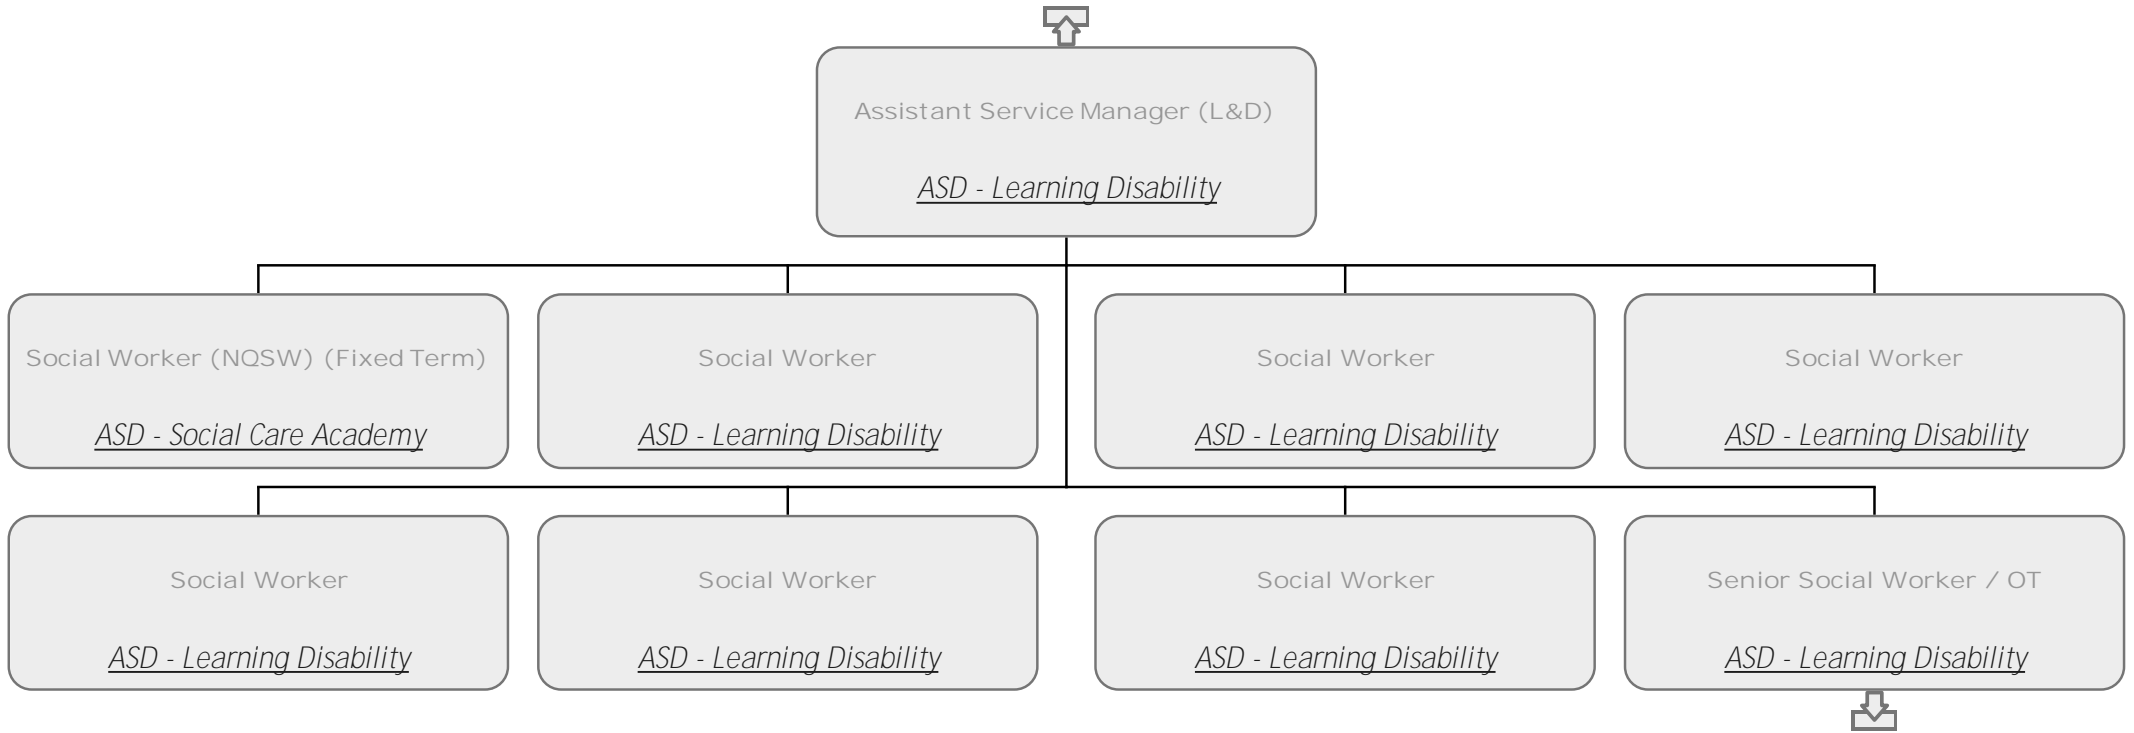 Assistant Service Manager (L&D)
ASD - Learning Disability
Social Worker (NQSW) (Fixed Term)
ASD - Social Care Academy
Social Worker
ASD - Learning Disability
Social Worker
ASD - Learning Disability
Social Worker
ASD - Learning Disability
Social Worker
ASD - Learning Disability
Social Worker
ASD - Learning Disability
Social Worker
ASD - Learning Disability
Senior Social Worker / OT
ASD - Learning Disability